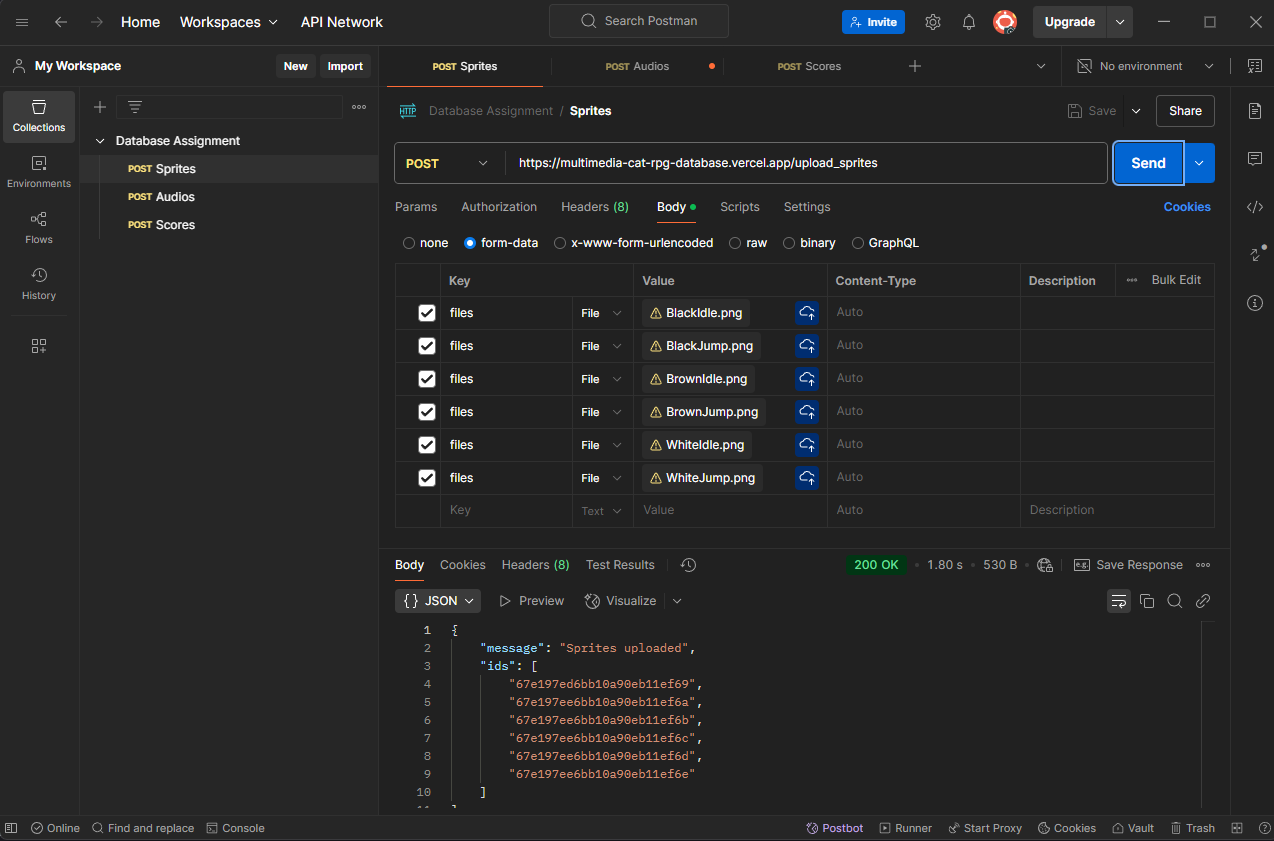 Home Workspaces API Network Search Postman Invite Upgrade
My Workspace New Import POST Sprites POST Audios POST Scores No environment
Collections
Environments
Flows
History
Database Assignment
POST Sprites
POST Audios
POST Scores
HTTP Database Assignment / Sprites Save Share
POST https://multimedia-cat-rpg-database.vercel.app/upload_sprites Send
Params Authorization Headers (8) Body Scripts Settings Cookies
none form-data x-www-form-urlencoded raw binary GraphQL
Key Value Content-Type Description Bulk Edit
files File BlackIdle.png Auto
files File BlackJump.png Auto
files File BrownIdle.png Auto
files File BrownJump.png Auto
files File WhiteIdle.png Auto
files File WhiteJump.png Auto
Key Text Value Auto Description
Body Cookies Headers (8) Test Results 200 OK 1.80 s 530 B e.g. Save Response
{} JSON Preview Visualize
1 {
2 "message": "Sprites uploaded",
3 "ids": [
4 "67e197ed6bb10a90eb11ef69",
5 "67e197ee6bb10a90eb11ef6a",
6 "67e197ee6bb10a90eb11ef6b",
7 "67e197ee6bb10a90eb11ef6c",
8 "67e197ee6bb10a90eb11ef6d",
9 "67e197ee6bb10a90eb11ef6e"
10 ]
Online Find and replace Console Postbot Runner Start Proxy Cookies Vault Trash